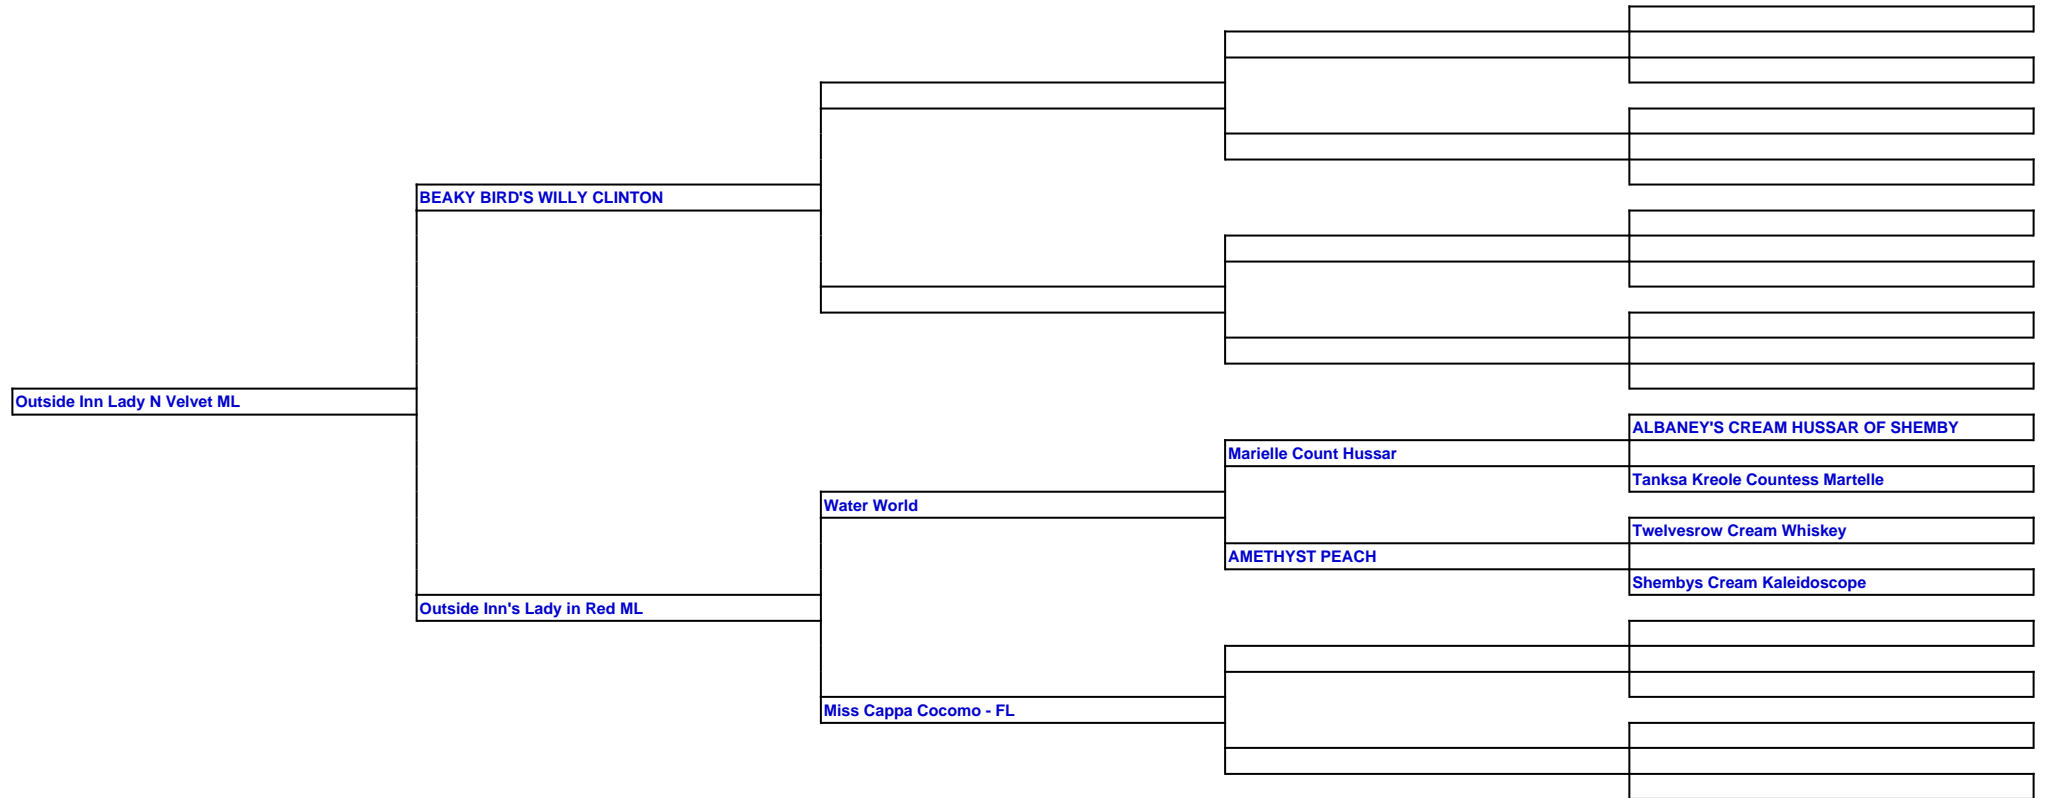 BEAKY BIRD'S WILLY CLINTON
Outside Inn Lady N Velvet ML
ALBANEY'S CREAM HUSSAR OF SHEMBY
Marielle Count Hussar
Tanksa Kreole Countess Martelle
Water World
Twelvesrow Cream Whiskey
AMETHYST PEACH
Shembys Cream Kaleidoscope
Outside Inn's Lady in Red ML
Miss Cappa Cocomo - FL